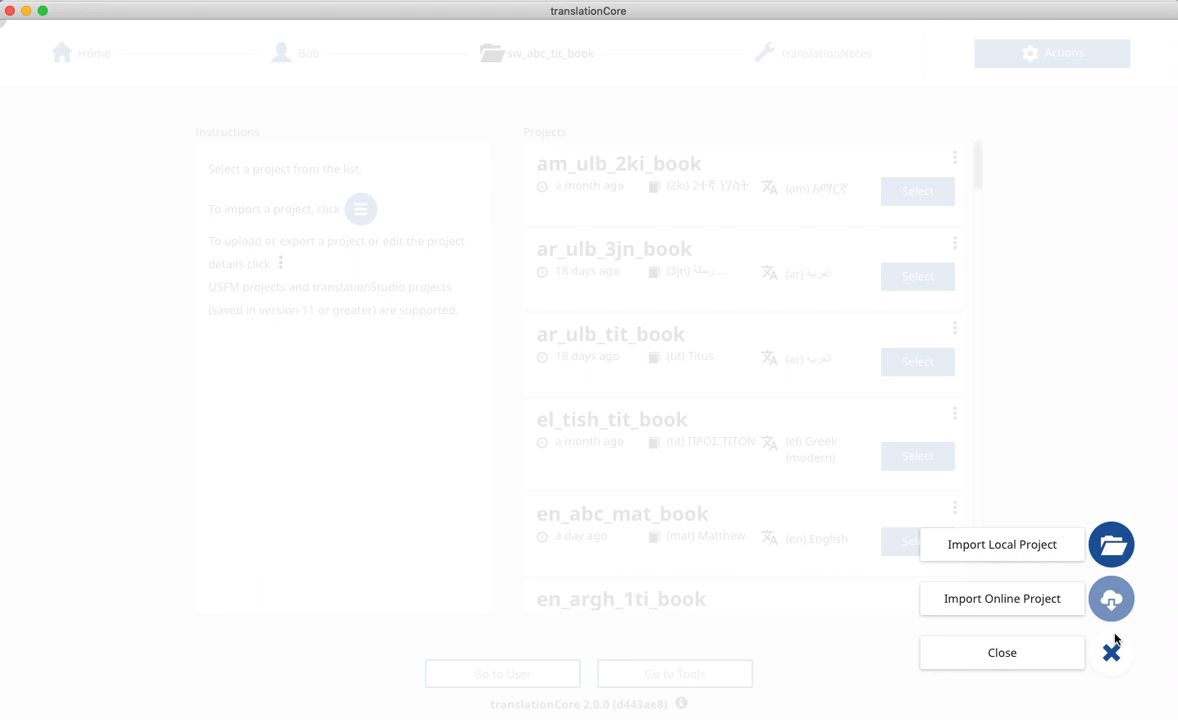 translationCore
Home
Bob
sw_abc_tit_book
translationNotes
Actions
Instructions
Select a project from the list.
To import a project, click
To upload or export a project or edit the project
details click
USFM projects and translationStudio projects
(saved in version 11 or greater) are supported.
Projects
am_ulb_2ki_book
a month ago (2ki) 2ተኛ ነገሥት (am) አማርኛ
Select
ar_ulb_3jn_book
18 days ago (3jn) رسالة ... (ar) العربية
Select
ar_ulb_tit_book
18 days ago (tit) Titus (ar) العربية
Select
el_tish_tit_book
a month ago (tit) ΠΡΟΣ ΤΙΤΟΝ (el) Greek
(modern)
Select
en_abc_mat_book
a day ago (mat) Matthew (en) English
en_argh_1ti_book
Import Local Project
Import Online Project
Close
Go to User
Go to Tools
translationCore 2.0.0 (d443ae8)